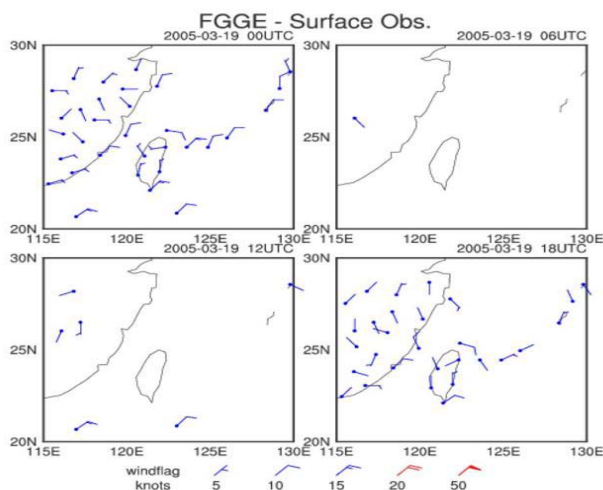 FGGE - Surface Obs.
2005-03-19 00UTC
2005-03-19 06UTC
30N
25N
20N
115E
120E
125E
130E
30N
25N
20N
115E
120E
125E
130E
2005-03-19 12UTC
2005-03-19 18UTC
30N
25N
20N
115E
120E
125E
130E
30N
25N
20N
115E
120E
125E
130E
windflag
knots 5 10 15 20 50